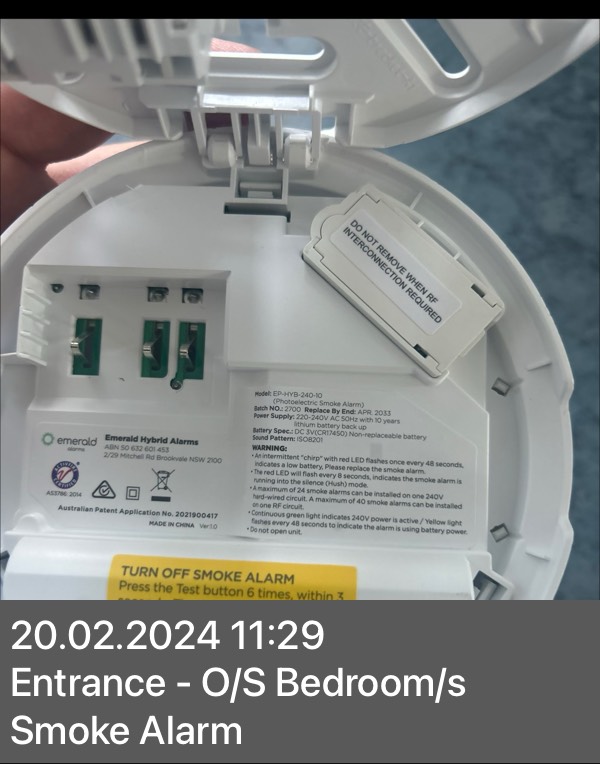 DO NOT REMOVE WHEN RF
INTERCONNECTION REQUIRED
Model: EP-HYB-240-10
(Photoelectric Smoke Alarm)
Batch NO.: 2700 Replace By End: APR. 2033
Power Supply: 220-240V AC 50Hz with 10 years
lithium battery back up
Battery Spec.: DC 3V(CR17450) Non-replaceable battery
Sound Pattern: ISO8201
WARNING:
• An intermittent "chirp" with red LED flashes once every 48 seconds,
indicates a low battery, Please replace the smoke alarm.
• The red LED will flash every 8 seconds, indicates the smoke alarm is
running into the silence (Hush) mode.
• A maximum of 24 smoke alarms can be installed on one 240V
hard-wired circuit. A maximum of 40 smoke alarms can be installed
on one RF circuit.
• Continuous green light indicates 240V power is active / Yellow light
flashes every 48 seconds to indicate the alarm is using battery power.
• Do not open unit.
emerald
alarms
Emerald Hybrid Alarms
ABN: 50 632 601 453
2/29 Mitchell Rd Brookvale NSW 2100
AS3786: 2014
Australian Patent Application No. 2021900417
MADE IN CHINA Ver1.0
TURN OFF SMOKE ALARM
Press the Test button 6 times, within 3
20.02.2024 11:29
Entrance - O/S Bedroom/s
Smoke Alarm